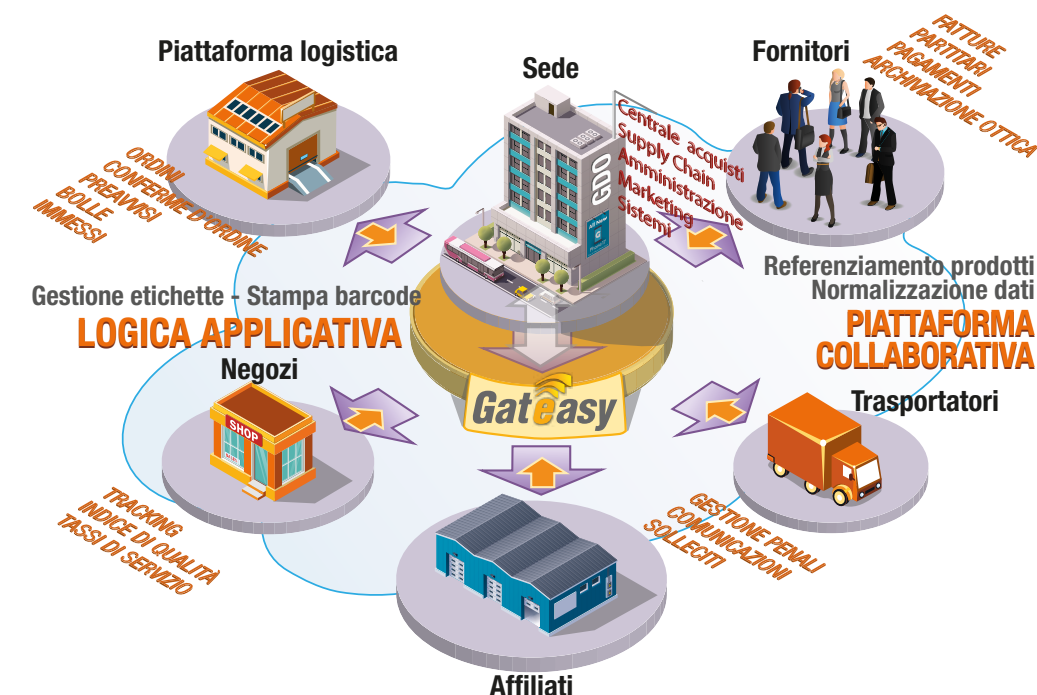 Piattaforma logistica
Sede
Fornitori
FATTURE
PARTITARI
PAGAMENTI
ARCHIVIAZIONE OTTICA
Centrale acquisti
Supply Chain
Amministrazione
Marketing
Sistemi
GDO
ORDINI
CONFERME D'ORDINE
PREAVVISI
BOLLE
IMMESSI
Referenziamento prodotti
Normalizzazione dati
PIATTAFORMA
COLLABORATIVA
Gestione etichette - Stampa barcode
LOGICA APPLICATIVA
Negozi
SHOP
Gateasy
Trasportatori
TRACKING
INDICE DI QUALITÀ
TASSI DI SERVIZIO
GESTIONE PENALI
COMUNICAZIONI
SOLLECITI
Affiliati